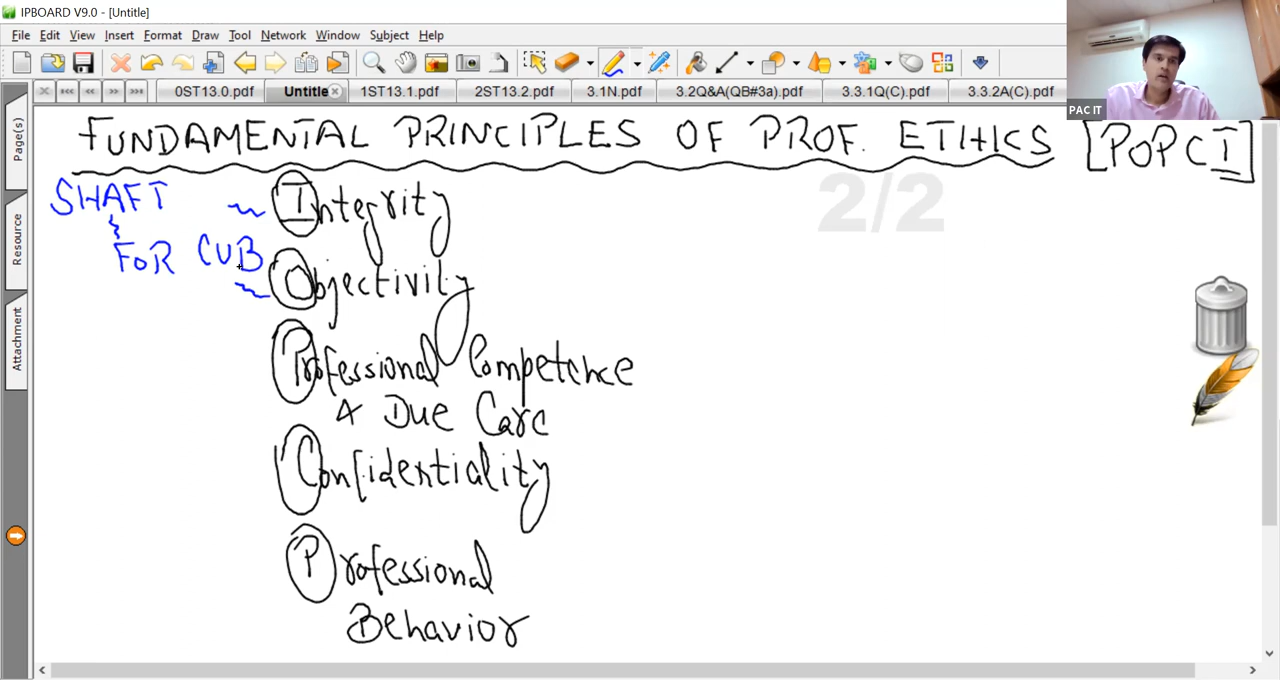 IPBOARD V9.0 - [Untitle]
File Edit View Insert Format Draw Tool Network Window Subject Help
0ST13.0.pdf Untitle 1ST13.1.pdf 2ST13.2.pdf 3.1N.pdf 3.2Q&A(QB#3a).pdf 3.3.1Q(C).pdf 3.3.2A(C).pdf
PAC IT
Page(s)
Resource
Attachment
FUNDAMENTAL PRINCIPLES OF PROF. ETIHICS [POPCI]
2/2
SHAFT
FOR CUB
Integrity
Objectivity
Professional Competence
& Due Care
Confidentiality
Professional
Behavior